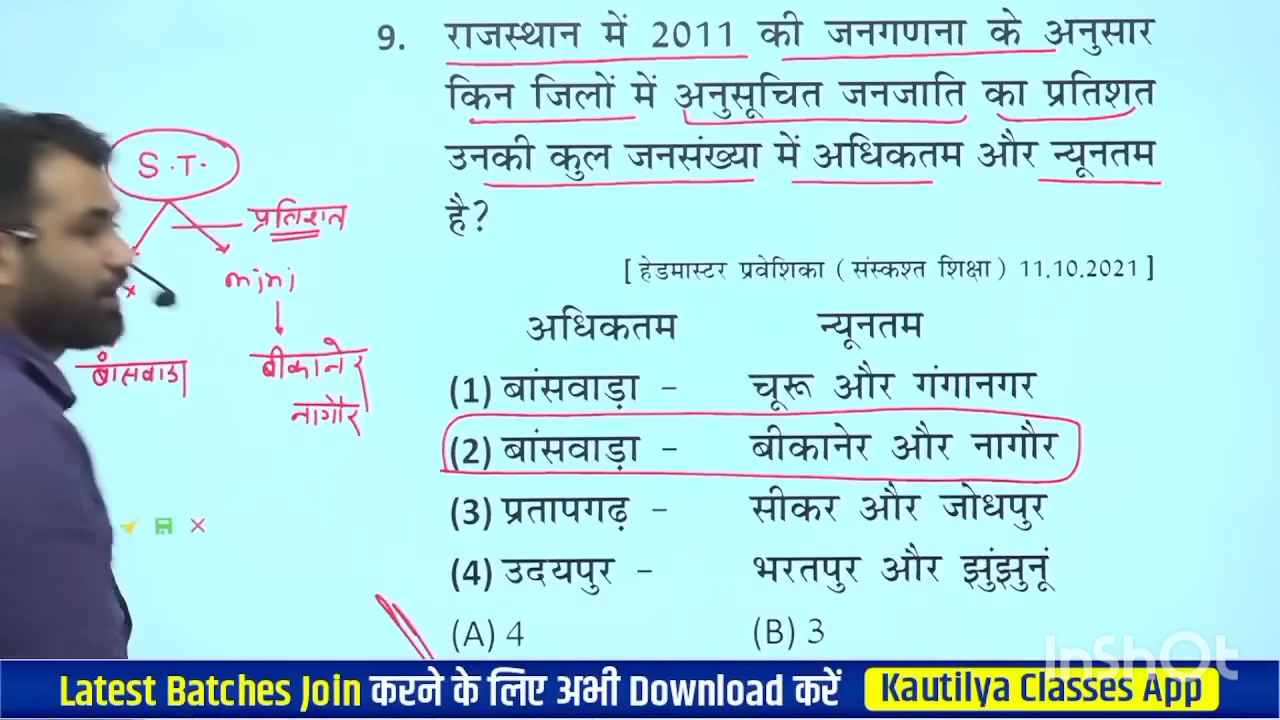 9. राजस्थान में 2011 की जनगणना के अनुसार
किन जिलों में अनुसूचित जनजाति का प्रतिशत
उनकी कुल जनसंख्या में अधिकतम और न्यूनतम
है?
[ हेडमास्टर प्रवेशिका ( संस्कश्त शिक्षा ) 11.10.2021 ]
अधिकतम न्यूनतम
(1) बांसवाड़ा – चूरू और गंगानगर
(2) बांसवाड़ा – बीकानेर और नागौर
(3) प्रतापगढ़ – सीकर और जोधपुर
(4) उदयपुर – भरतपुर और झुंझुनूं
(A) 4 (B) 3
S.T.
प्रतिशत
mini
बांसवाडा
बीकानेर
नागौर
InShOt
Latest Batches Join करने के लिए अभी Download करें Kautilya Classes App